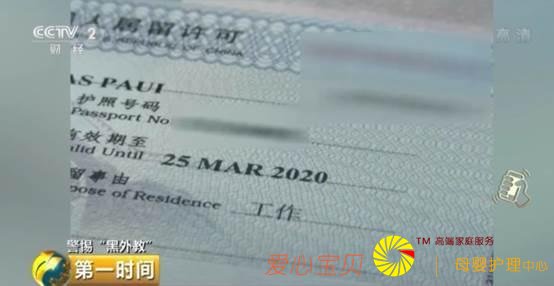 CCTV 2
财经
高清
人居留许可
OF CHINA
AS PAUI
护照号码
Passport No
有效期至
Valid Until 25 MAR 2020
留事由
pose of Residence 工作
警惕“黑外教”
第一时间
爱心宝贝
TM 高端家庭服务
母婴护理中心